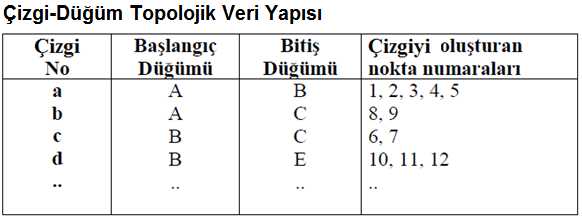 Çizgi-Düğüm Topolojik Veri Yapısı
Çizgi No Başlangıç Düğümü Bitiş Düğümü Çizgiyi oluşturan nokta numaraları
a A B 1, 2, 3, 4, 5
b A C 8, 9
c B C 6, 7
d B E 10, 11, 12
.. .. .. ..